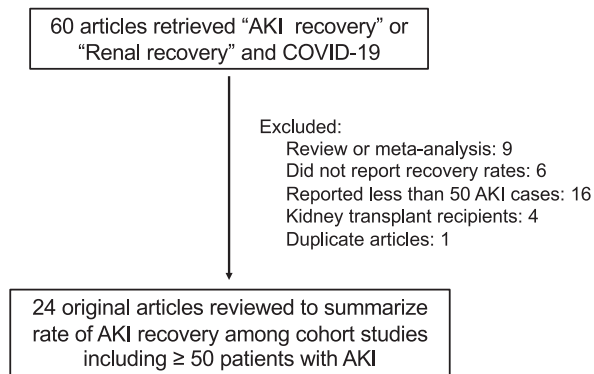 60 articles retrieved “AKI recovery” or
“Renal recovery” and COVID-19
Excluded:
Review or meta-analysis: 9
Did not report recovery rates: 6
Reported less than 50 AKI cases: 16
Kidney transplant recipients: 4
Duplicate articles: 1
24 original articles reviewed to summarize
rate of AKI recovery among cohort studies
including ≥ 50 patients with AKI